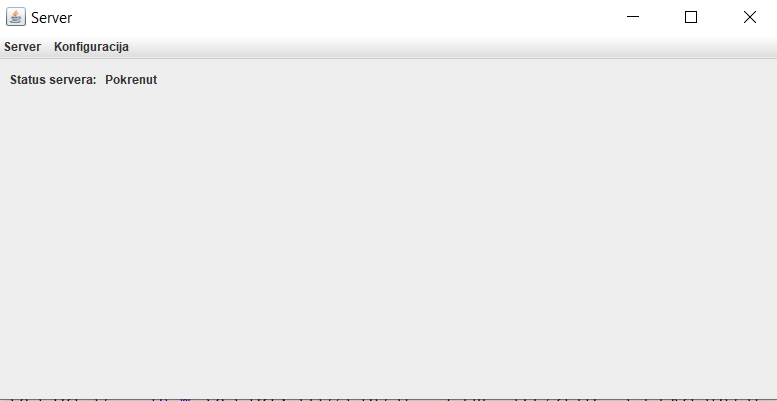 Server
Server Konfiguracija
Status servera: Pokrenut